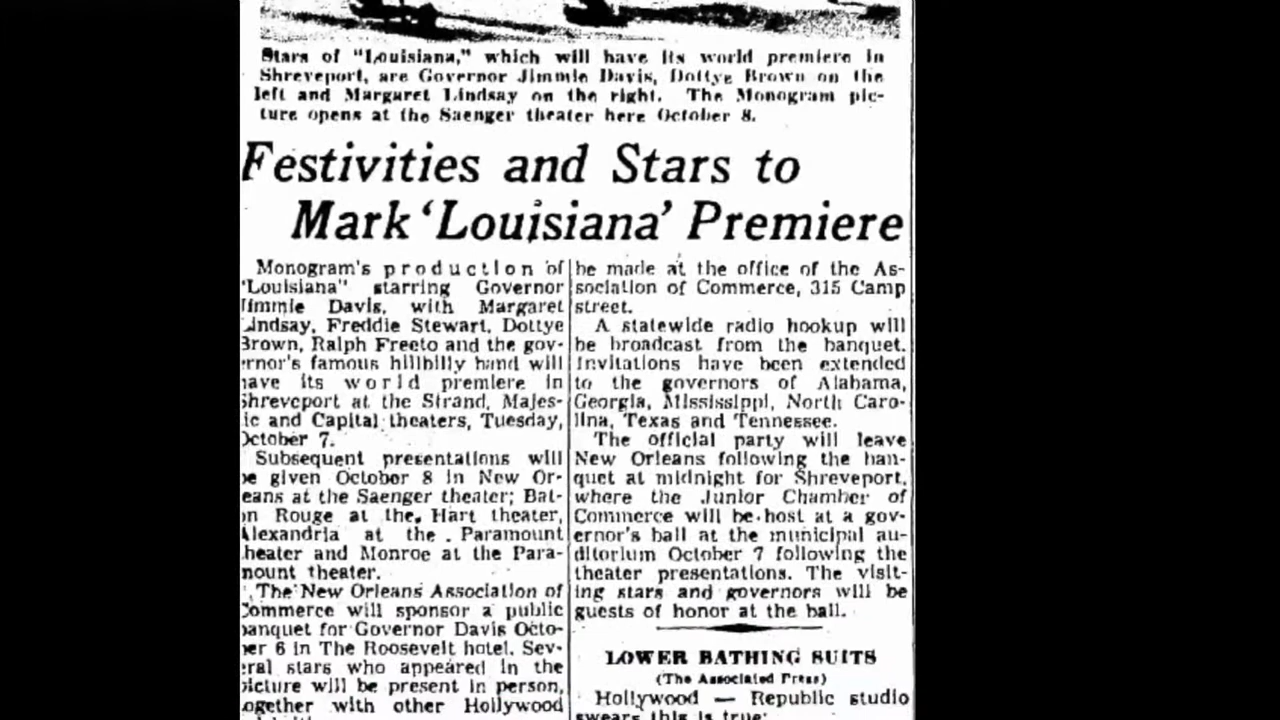 Stars of "Louisiana," which will have its world premiere in
Shreveport, are Governor Jimmie Davis, Dottye Brown on the
left and Margaret Lindsay on the right. The Monogram pic-
ture opens at the Saenger theater here October 8.
Festivities and Stars to
Mark 'Louisiana' Premiere
Monogram's production of
"Louisiana" starring Governor
Jimmie Davis, with Margaret
Lindsay, Freddie Stewart, Dottye
Brown, Ralph Freeto and the gov-
ernor's famous hillbilly band will
have its world premiere in
Shreveport at the Strand, Majes-
ic and Capital theaters, Tuesday,
October 7.
Subsequent presentations will
be given October 8 in New Or-
eans at the Saenger theater; Bat-
on Rouge at the Hart theater,
Alexandria at the Paramount
heater and Monroe at the Para-
mount theater.
The New Orleans Association of
Commerce will sponsor a public
banquet for Governor Davis Octo-
er 6 in The Roosevelt hotel. Sev-
eral stars who appeared in the
picture will be present in person,
ogether with other Hollywood
be made at the office of the As-
sociation of Commerce, 315 Camp
street.
A statewide radio hookup will
be broadcast from the banquet.
Invitations have been extended
to the governors of Alabama,
Georgia, Mississippi, North Caro-
lina, Texas and Tennessee.
The official party will leave
New Orleans following the ban-
quet at midnight for Shreveport,
where the Junior Chamber of
Commerce will be host at a gov-
ernor's ball at the municipal au-
ditorium October 7 following the
theater presentations. The visit-
ing stars and governors will be
guests of honor at the ball.
LOWER BATHING SUITS
(The Associated Press)
Hollywood — Republic studio
swears this is true: